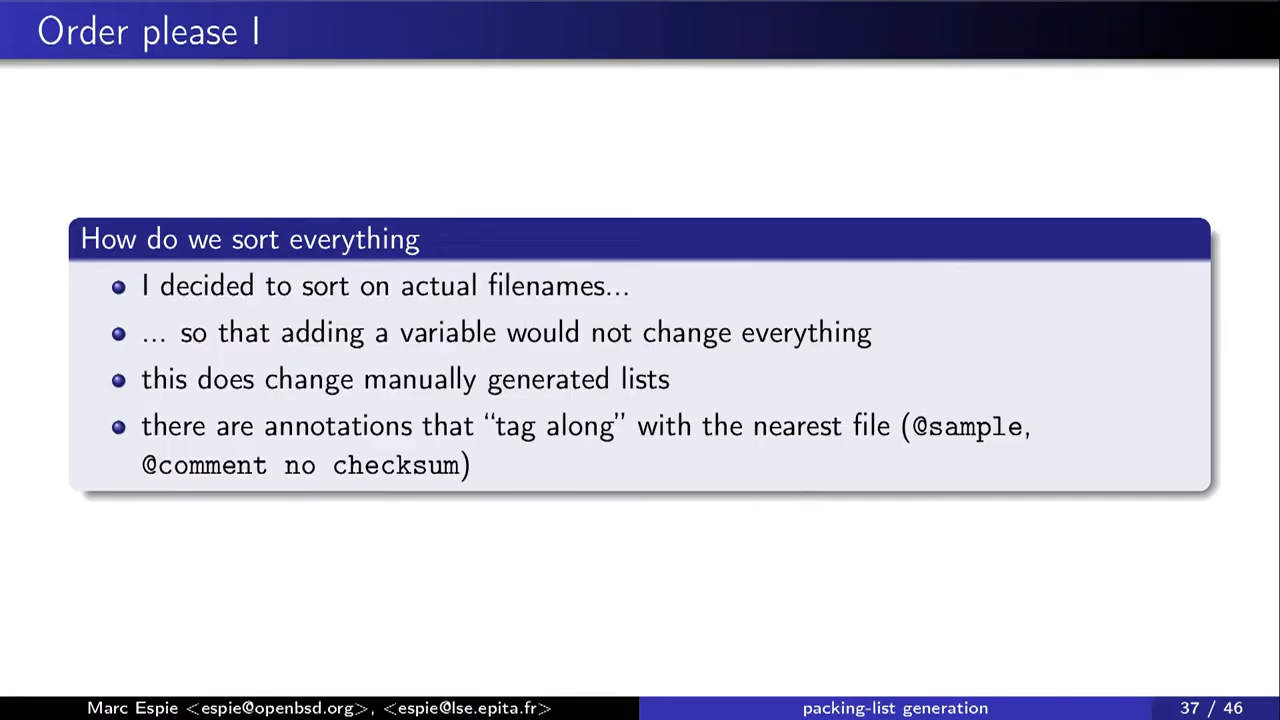 Order please I
How do we sort everything
I decided to sort on actual filenames...
... so that adding a variable would not change everything
this does change manually generated lists
there are annotations that “tag along” with the nearest file (@sample,
@comment no checksum)
Marc Espie <espie@openbsd.org>, <espie@lse.epita.fr>
packing-list generation
37 / 46